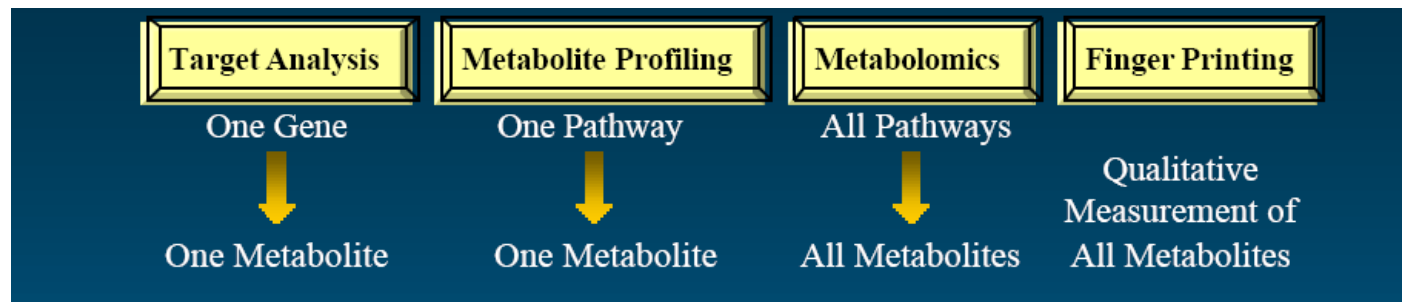 Target Analysis
One Gene
One Metabolite
Metabolite Profiling
One Pathway
One Metabolite
Metabolomics
All Pathways
All Metabolites
Finger Printing
Qualitative
Measurement of
All Metabolites